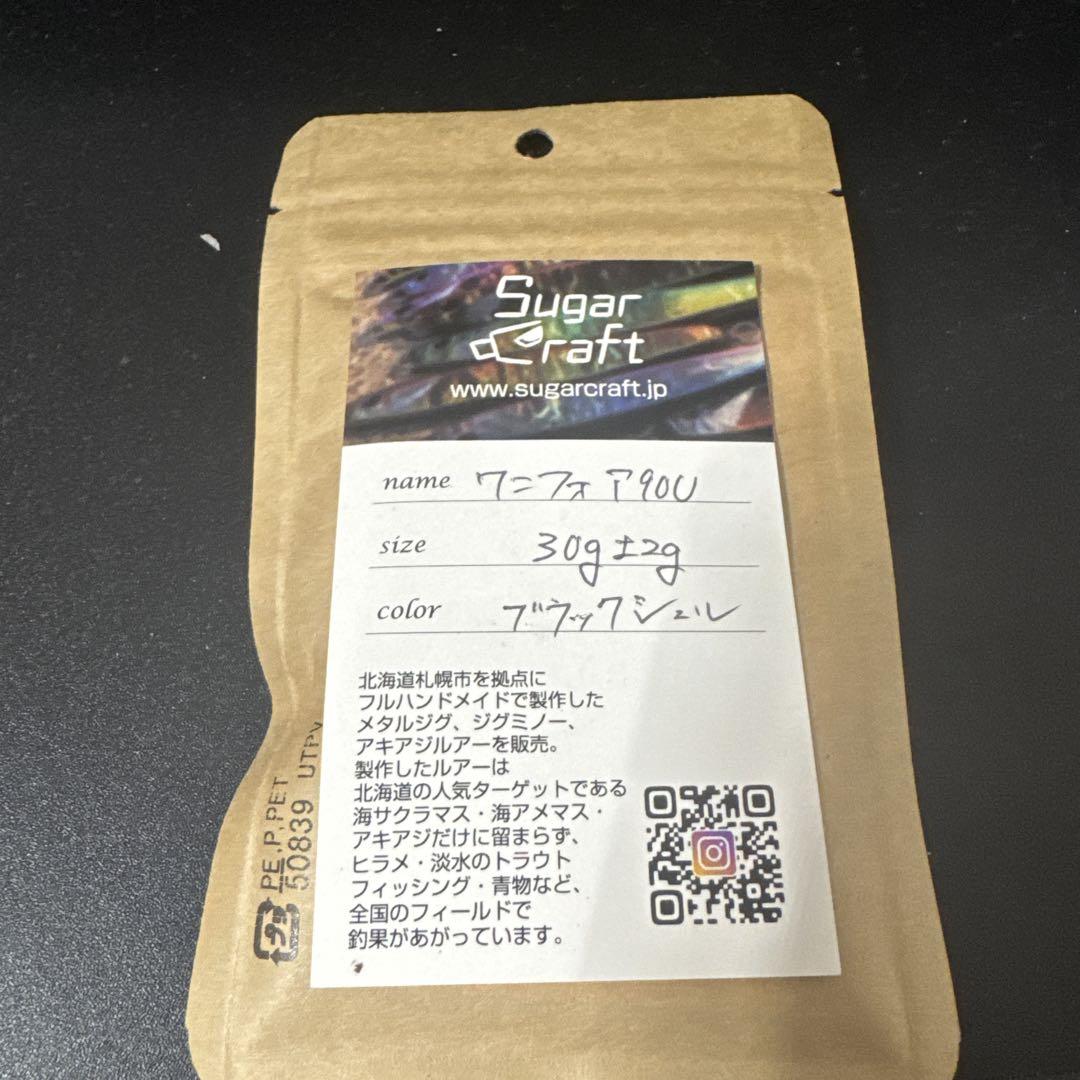 Sugar
Craft
www.sugarcraft.jp
name ワニフォア90U
size 30g±2g
color ブラックシェル
北海道札幌市を拠点に
フルハンドメイドで製作した
メタルジグ、ジグミノー、
アキアジルアーを販売。
製作したルアーは
北海道の人気ターゲットである
海サクラマス・海アメマス・
アキアジだけに留まらず、
ヒラメ・淡水のトラウト
フィッシング・青物など、
全国のフィールドで
釣果があがっています。
プラ
PE,P,PET
50839